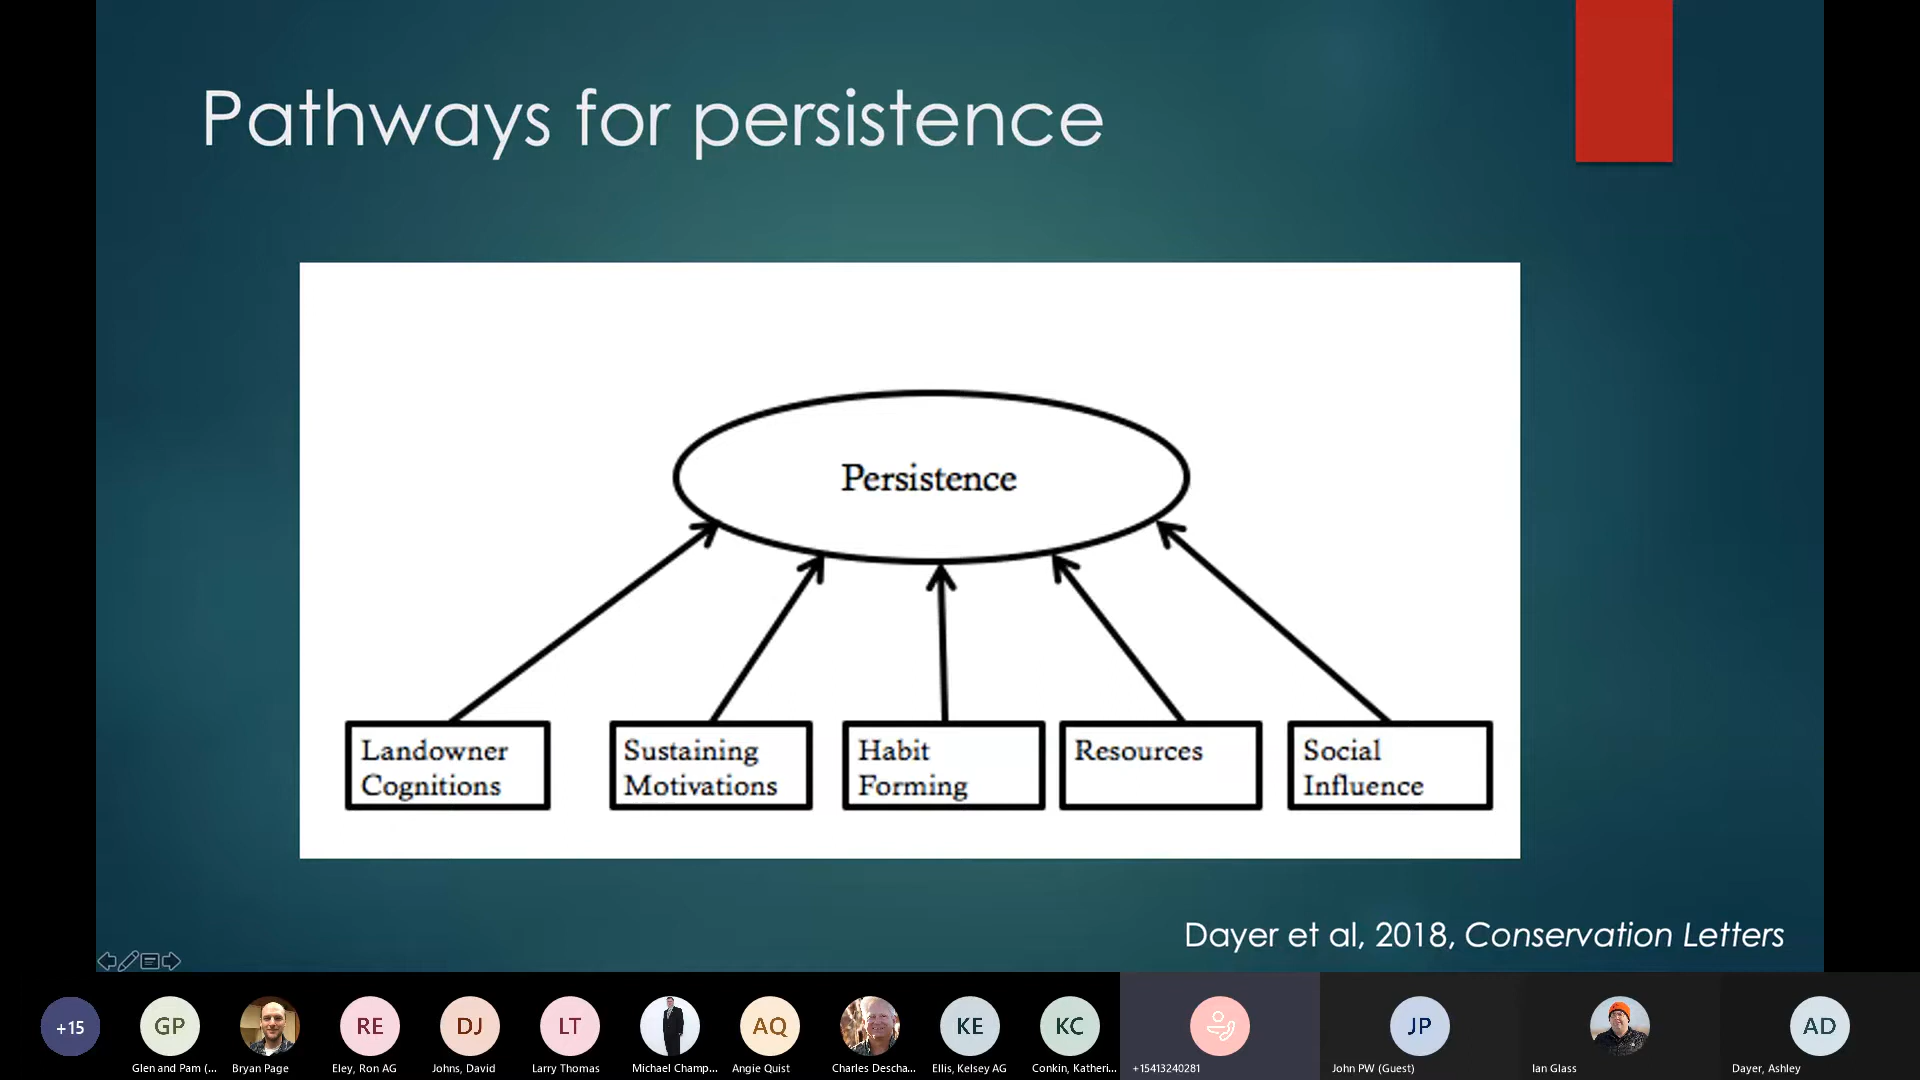 Pathways for persistence
Persistence
Landowner
Cognitions
Sustaining
Motivations
Habit
Forming
Resources
Social
Influence
Dayer et al, 2018, Conservation Letters
+15
GP
RE
DJ
LT
AQ
KE
KC
JP
AD
Glen and Pam (...
Bryan Page
Eley, Ron AG
Johns, David
Larry Thomas
Michael Champ...
Angie Quist
Charles Descha...
Ellis, Kelsey AG
Conkin, Katheri...
+15413240281
John PW (Guest)
Ian Glass
Dayer, Ashley